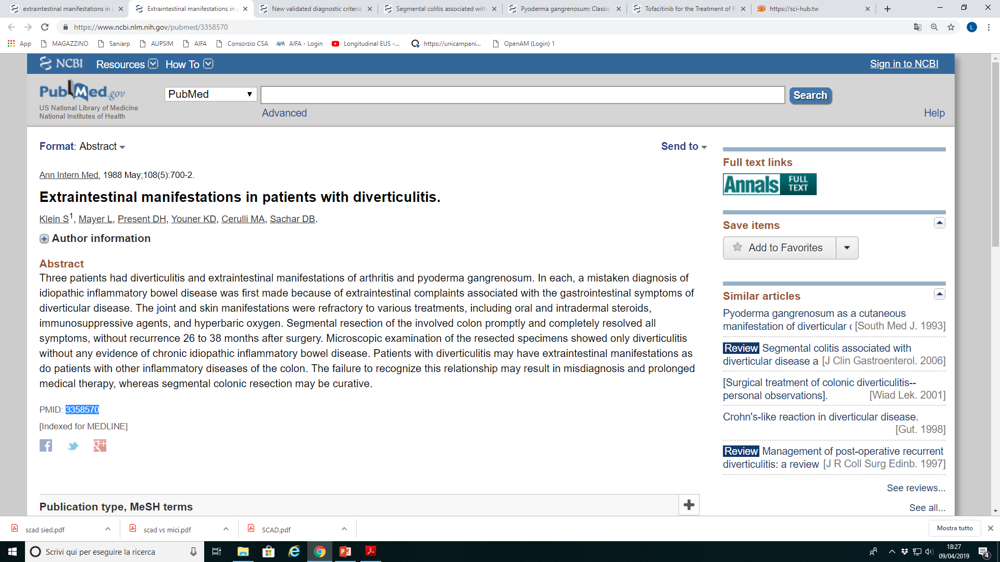 extraintestinal manifestations in p
Extraintestinal manifestations in p
New validated diagnostic criteria
Segmental colitis associated with
Pyoderma gangrenosum: Classic
Tofacitinib for the Treatment of P
https://sci-hub.tw
https://www.ncbi.nlm.nih.gov/pubmed/3358570
L
App MAGAZZINO Saniarp AUPSIM AIFA Consorzio CSA AIFA - Login Longitudinal EUS -... https://unicampani... OpenAM (Login) 1
NCBI Resources How To Sign in to NCBI
PubMed.gov
US National Library of Medicine
National Institutes of Health
PubMed
Search
Advanced
Help
Format: Abstract
Send to
Ann Intern Med. 1988 May;108(5):700-2.
Extraintestinal manifestations in patients with diverticulitis.
Klein S1, Mayer L, Present DH, Youner KD, Cerulli MA, Sachar DB.
Author information
Abstract
Three patients had diverticulitis and extraintestinal manifestations of arthritis and pyoderma gangrenosum. In each, a mistaken diagnosis of
idiopathic inflammatory bowel disease was first made because of extraintestinal complaints associated with the gastrointestinal symptoms of
diverticular disease. The joint and skin manifestations were refractory to various treatments, including oral and intradermal steroids,
immunosuppressive agents, and hyperbaric oxygen. Segmental resection of the involved colon promptly and completely resolved all
symptoms, without recurrence 26 to 38 months after surgery. Microscopic examination of the resected specimens showed only diverticulitis
without any evidence of chronic idiopathic inflammatory bowel disease. Patients with diverticulitis may have extraintestinal manifestations as
do patients with other inflammatory diseases of the colon. The failure to recognize this relationship may result in misdiagnosis and prolonged
medical therapy, whereas segmental colonic resection may be curative.
PMID: 3358570
[Indexed for MEDLINE]
Publication type, MeSH terms
Full text links
Annals FULL
TEXT
Save items
Add to Favorites
Similar articles
Pyoderma gangrenosum as a cutaneous
manifestation of diverticular [South Med J. 1993]
Review Segmental colitis associated with
diverticular disease a [J Clin Gastroenterol. 2006]
[Surgical treatment of colonic diverticulitis--
personal observations]. [Wiad Lek. 2001]
Crohn's-like reaction in diverticular disease.
[Gut. 1998]
Review Management of post-operative recurrent
diverticulitis: a review [J R Coll Surg Edinb. 1997]
See reviews...
See all...
scad sied.pdf
scad vs mici.pdf
SCAD.pdf
Mostra tutto
Scrivi qui per eseguire la ricerca
18:27
09/04/2019
4